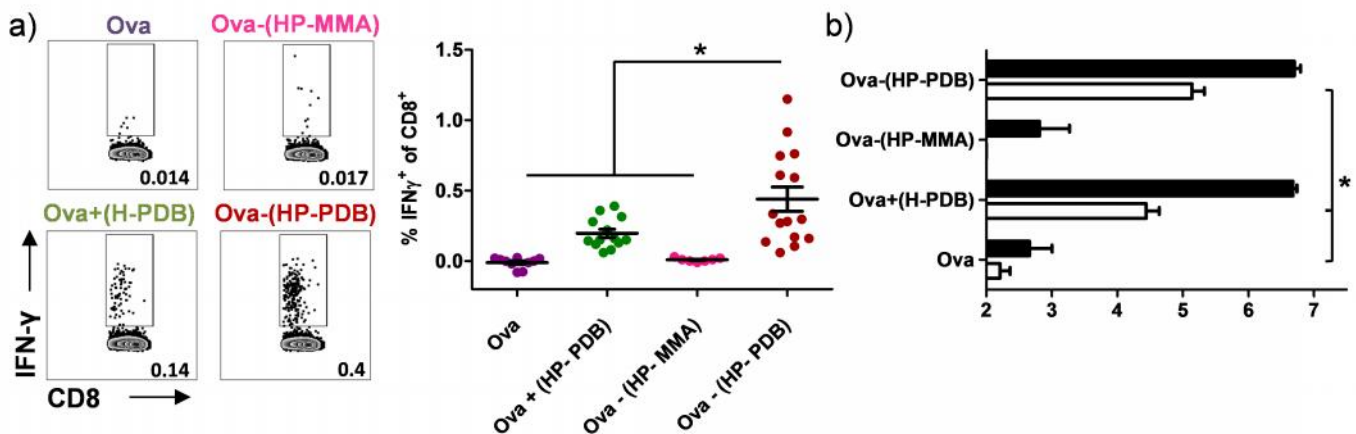 a)
Ova
Ova-(HP-MMA)
0.014
0.017
Ova+(H-PDB)
Ova-(HP-PDB)
0.14
0.4
IFN-γ
CD8
% IFNγ+ of CD8+
1.5
1.0
0.5
0.0
*
Ova
Ova + (HP- PDB)
Ova - (HP- MMA)
Ova - (HP- PDB)
b)
Ova-(HP-PDB)
Ova-(HP-MMA)
Ova+(H-PDB)
Ova
*
2 3 4 5 6 7